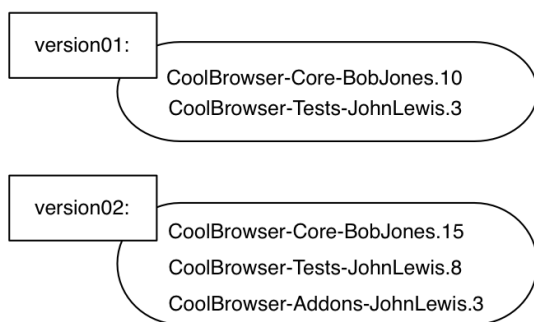 version01:
CoolBrowser-Core-BobJones.10
CoolBrowser-Tests-JohnLewis.3
version02:
CoolBrowser-Core-BobJones.15
CoolBrowser-Tests-JohnLewis.8
CoolBrowser-Addons-JohnLewis.3